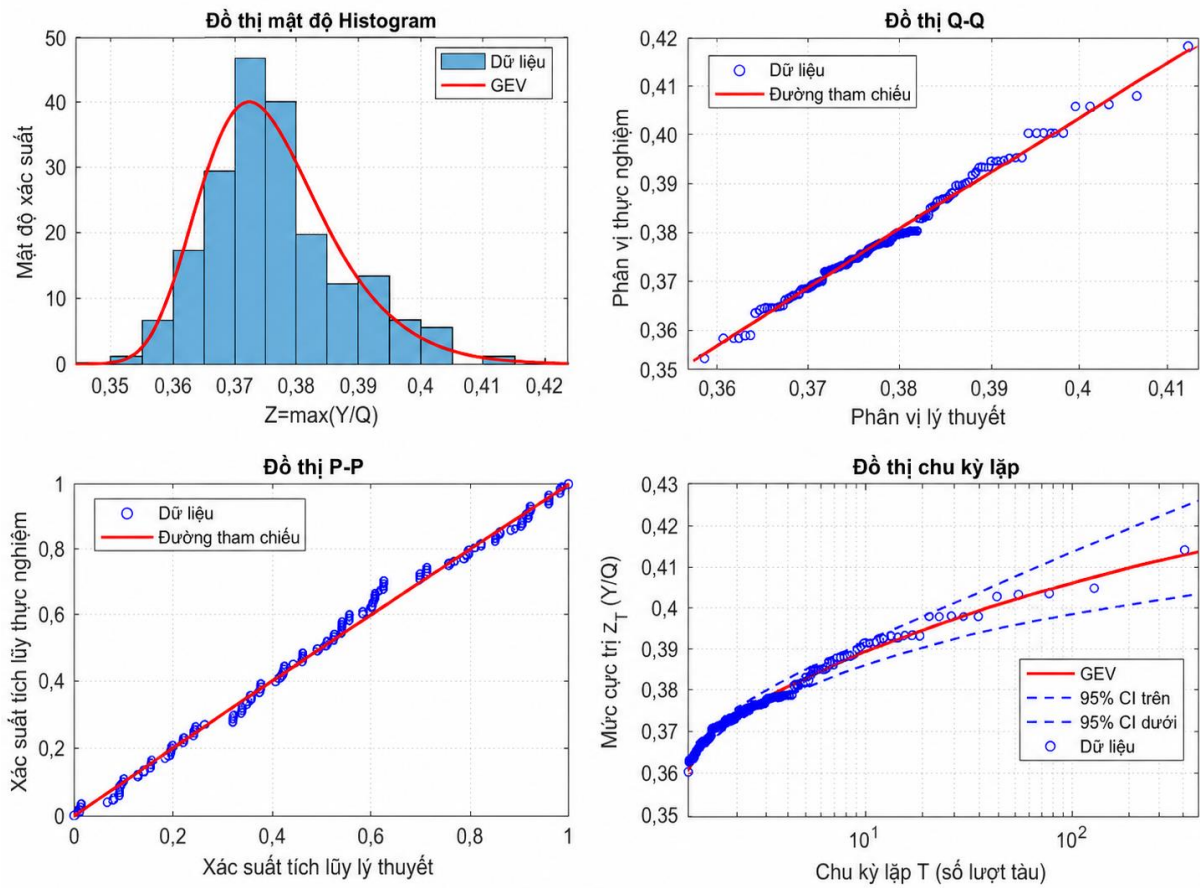 Đồ thị mật độ Histogram
Mật độ xác suất
50
40
30
20
10
0
Dữ liệu
GEV
0,35
0,36
0,37
0,38
0,39
0,4
0,41
0,42
Z=max(Y/Q)
Đồ thị Q-Q
Phân vị thực nghiệm
0,42
0,41
0,40
0,39
0,38
0,37
0,36
0,35
Dữ liệu
Đường tham chiếu
0,36
0,37
0,38
0,39
0,4
0,41
Phân vị lý thuyết
Đồ thị P-P
Xác suất tích lũy thực nghiệm
1
0,8
0,6
0,4
0,2
0
Dữ liệu
Đường tham chiếu
0
0,2
0,4
0,6
0,8
1
Xác suất tích lũy lý thuyết
Đồ thị chu kỳ lặp
Mức cực trị Z_T (Y/Q)
0,43
0,42
0,41
0,4
0,39
0,38
0,37
0,36
0,35
GEV
95% CI trên
95% CI dưới
Dữ liệu
10^1
10^2
Chu kỳ lặp T (số lượt tàu)